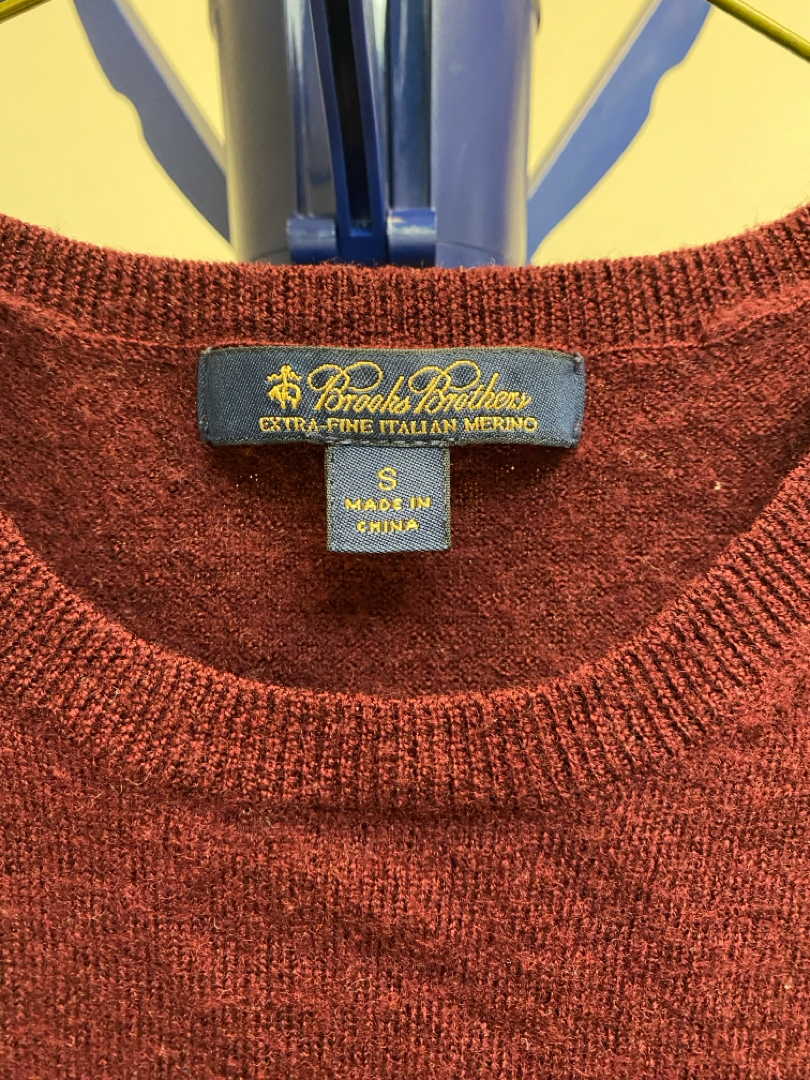 Brooks Brothers
EXTRA-FINE ITALIAN MERINO
S
MADE IN
CHINA